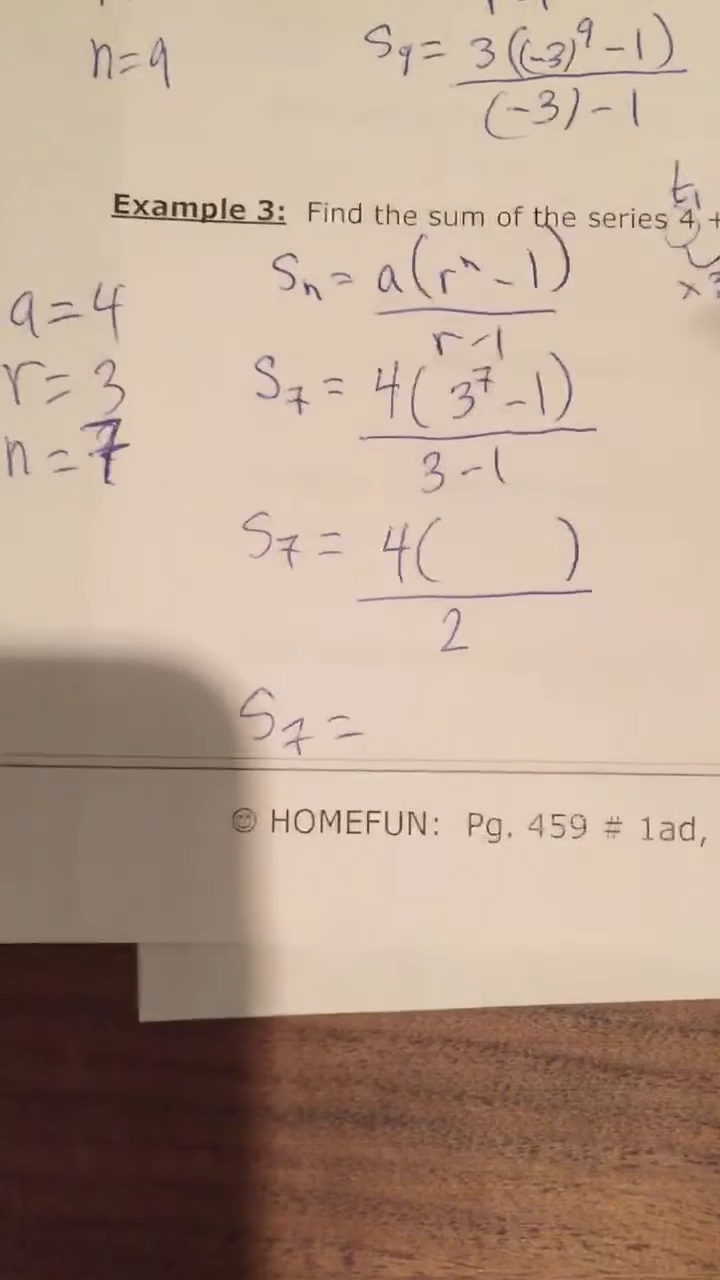 n=9
S9 = 3((-3)^9 - 1)
(-3) - 1
t1
Example 3: Find the sum of the series 4 +
x3
a=4
r=3
n=7
Sn = a(r^n - 1)
r-1
S7 = 4(3^7 - 1)
3-1
S7 = 4( )
2
S7 =
☺ HOMEFUN: Pg. 459 # 1ad,